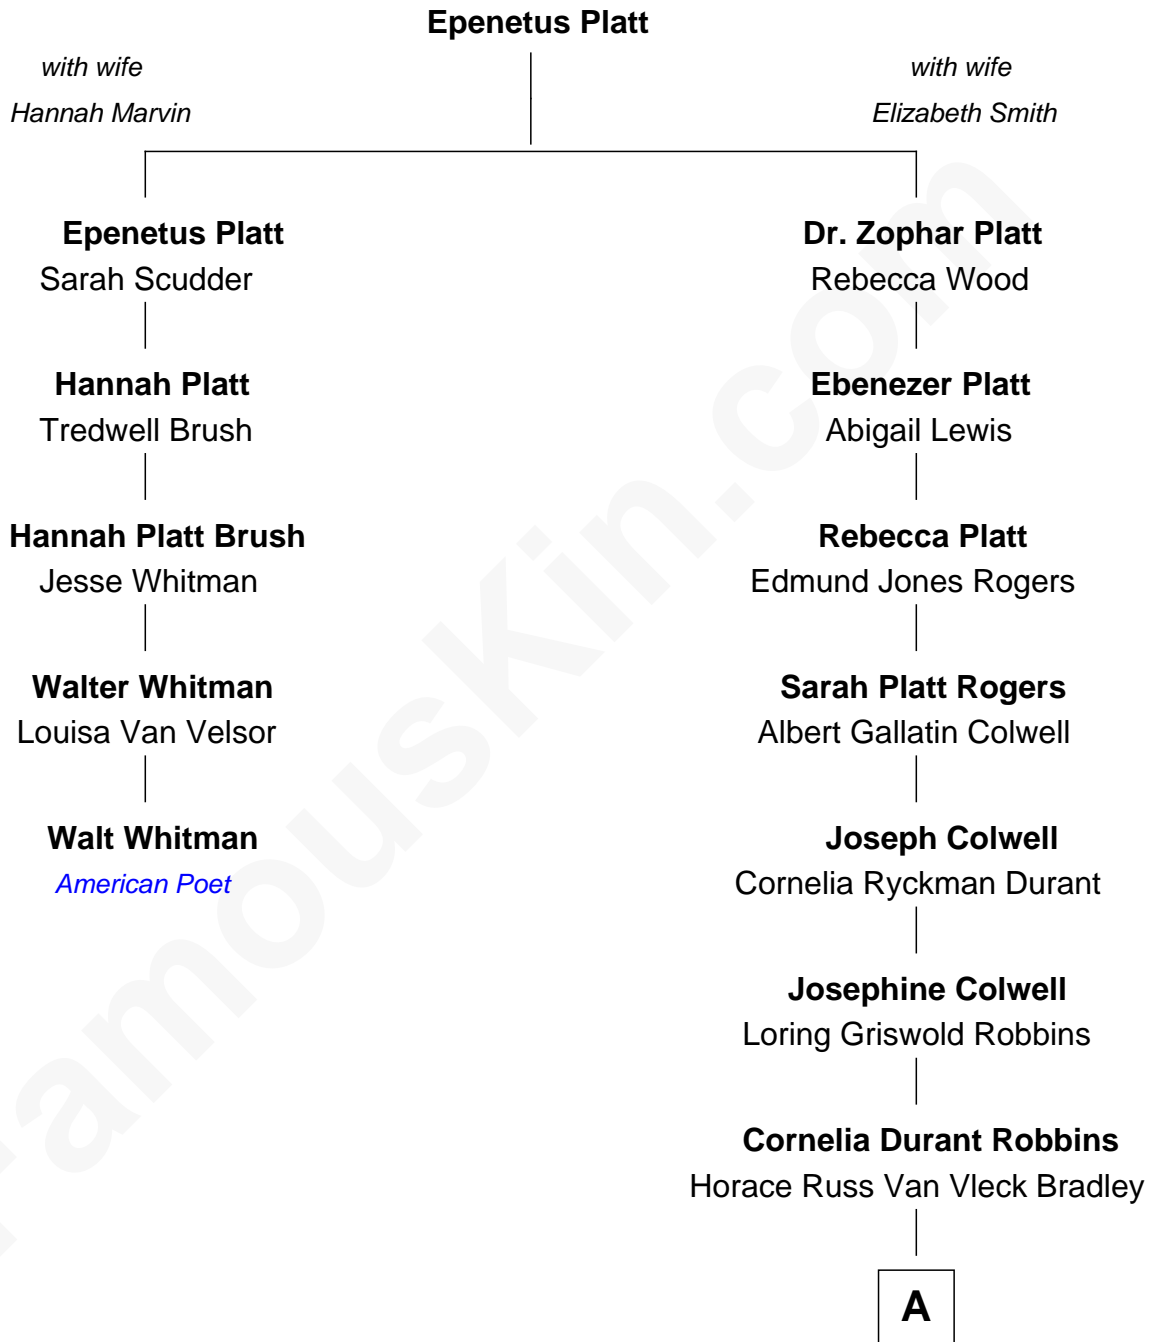 Epenetus Platt
with wife
Hannah Marvin
with wife
Elizabeth Smith
Epenetus Platt
Sarah Scudder
Dr. Zophar Platt
Rebecca Wood
Hannah Platt
Tredwell Brush
Ebenezer Platt
Abigail Lewis
Hannah Platt Brush
Jesse Whitman
Rebecca Platt
Edmund Jones Rogers
Walter Whitman
Louisa Van Velsor
Sarah Platt Rogers
Albert Gallatin Colwell
Walt Whitman
American Poet
Joseph Colwell
Cornelia Ryckman Durant
Josephine Colwell
Loring Griswold Robbins
Cornelia Durant Robbins
Horace Russ Van Vleck Bradley
A
FamousKin.com